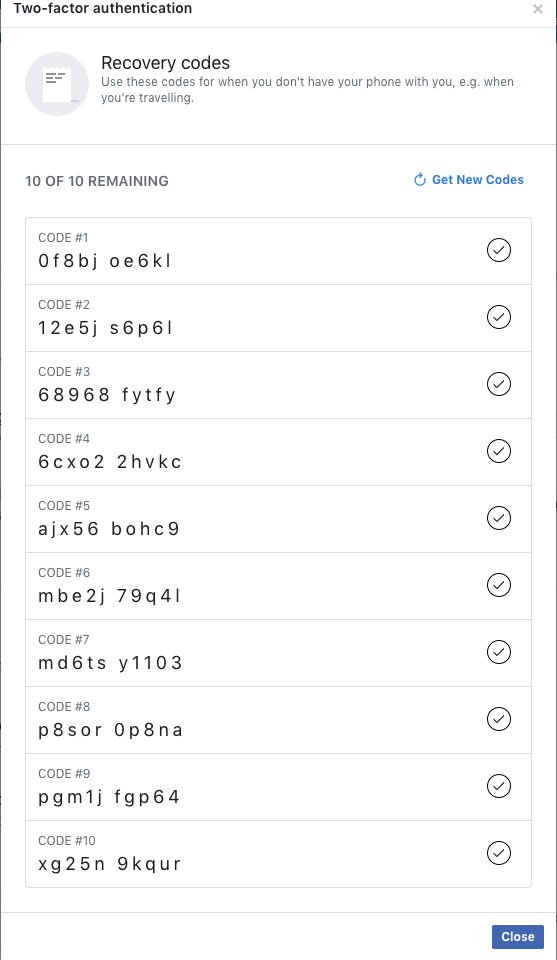 Two-factor authentication
Recovery codes
Use these codes for when you don't have your phone with you, e.g. when
you're travelling.
10 OF 10 REMAINING
Get New Codes
CODE #1
0f8bj oe6kl
CODE #2
12e5j s6p6l
CODE #3
68968 fytfy
CODE #4
6cxo2 2hvkc
CODE #5
ajx56 bohc9
CODE #6
mbe2j 79q4l
CODE #7
md6ts y1103
CODE #8
p8sor 0p8na
CODE #9
pgm1j fgp64
CODE #10
xg25n 9kqur
Close